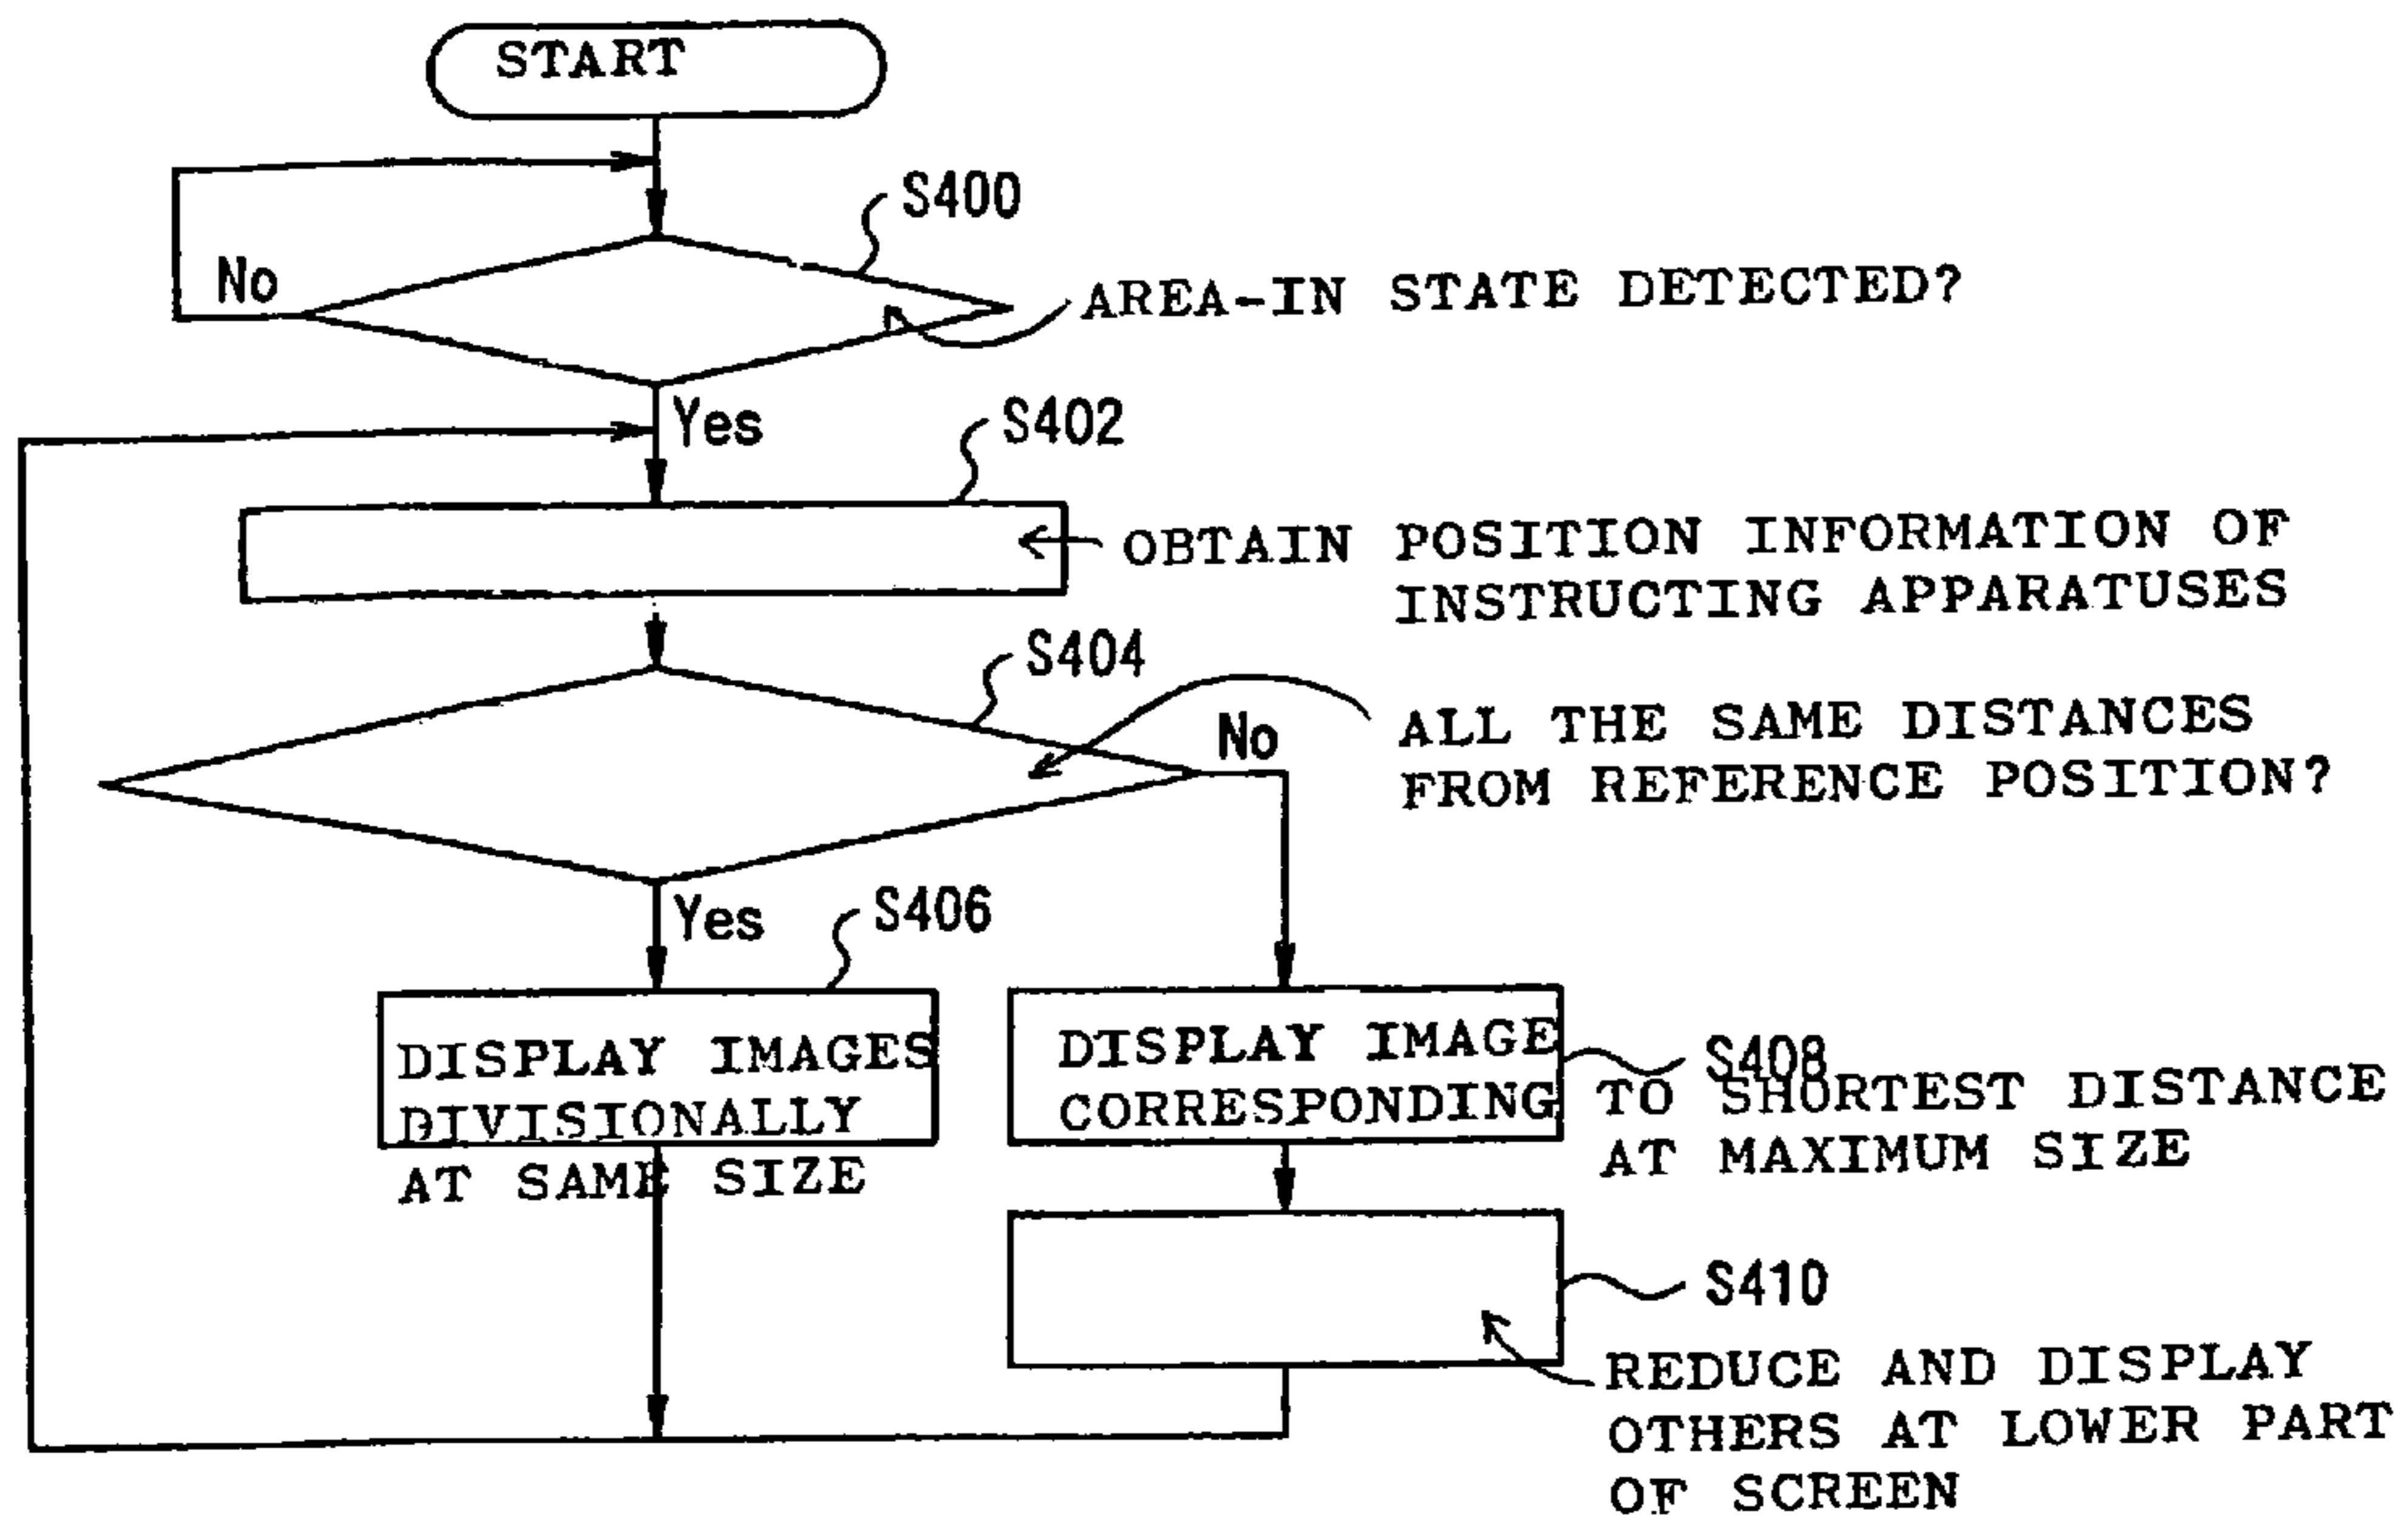 START
S400
No
AREA-IN STATE DETECTED?
Yes
S402
OBTAIN POSITION INFORMATION OF
INSTRUCTING APPARATUSES
S404
No
ALL THE SAME DISTANCES
FROM REFERENCE POSITION?
Yes
S406
DISPLAY IMAGES
DIVISIONALLY
AT SAME SIZE
DISPLAY IMAGE
S408
CORRESPONDING TO SHORTEST DISTANCE
AT MAXIMUM SIZE
S410
REDUCE AND DISPLAY
OTHERS AT LOWER PART
OF SCREEN